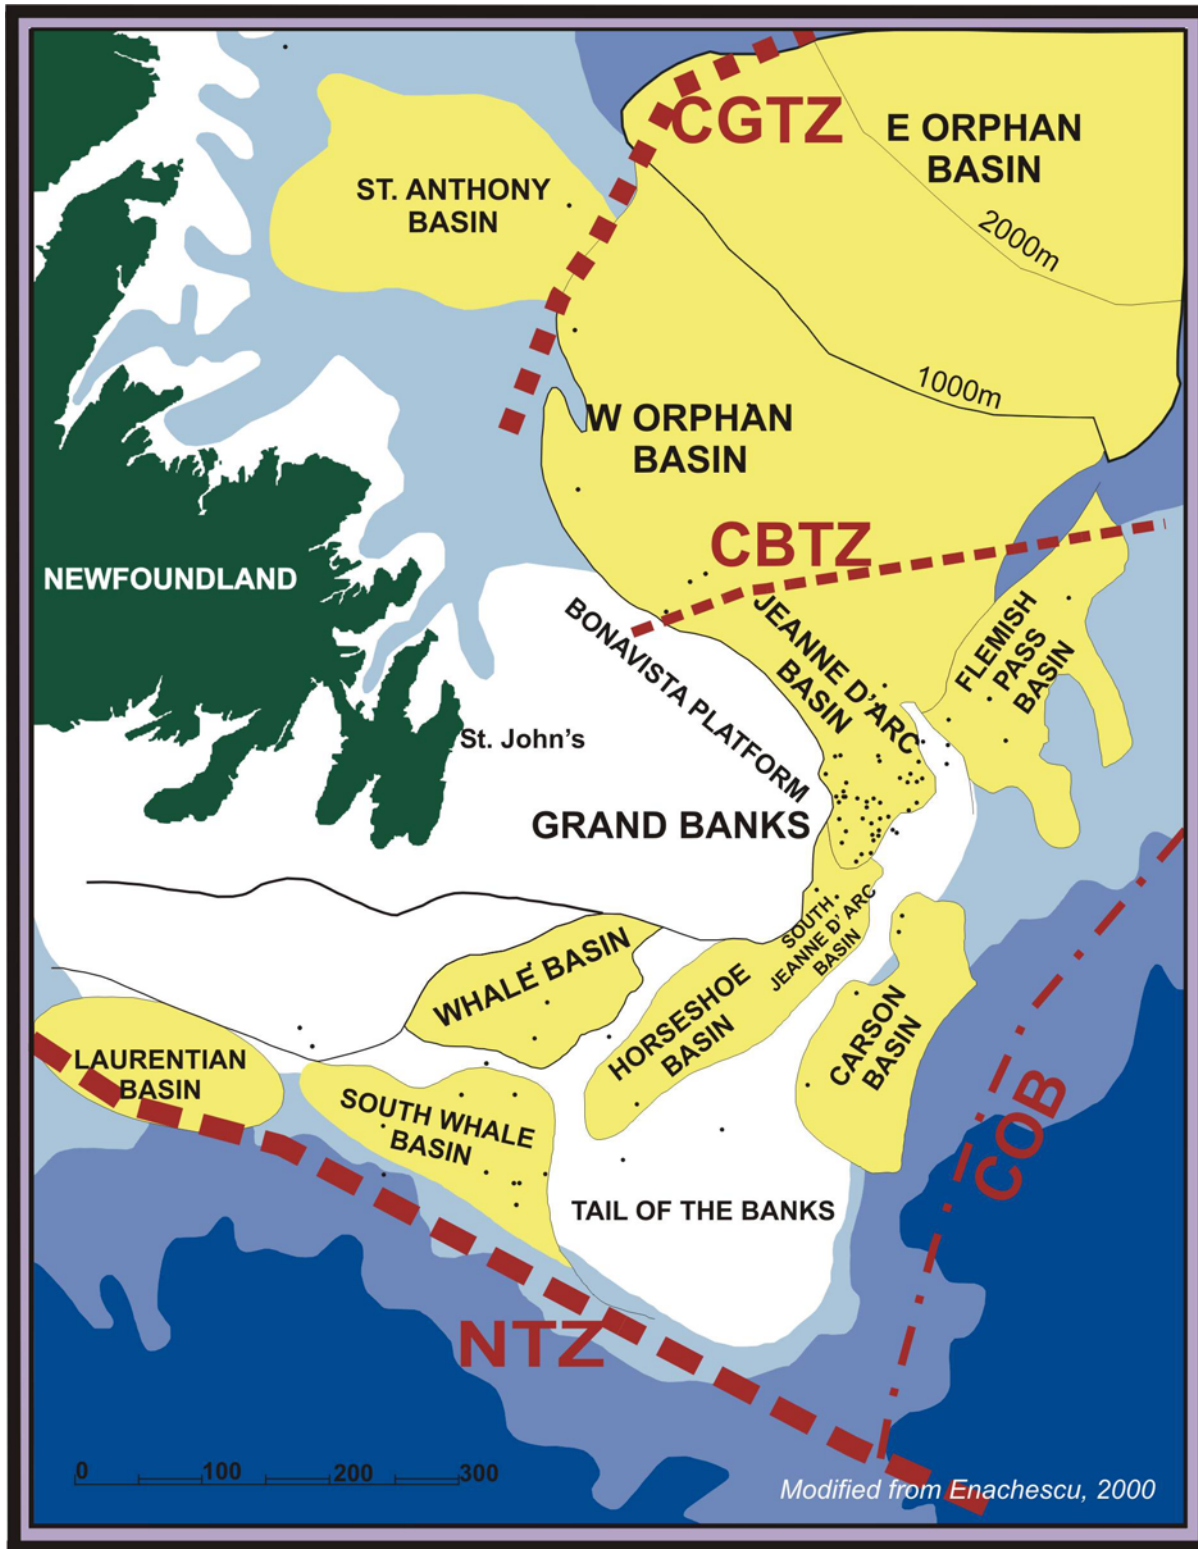 CGTZ
E ORPHAN
BASIN
ST. ANTHONY
BASIN
2000m
1000m
W ORPHAN
BASIN
CBTZ
NEWFOUNDLAND
BONAVISTA PLATFORM
JEANNE D'ARC
BASIN
FLEMISH
PASS
BASIN
St. John's
GRAND BANKS
SOUTH
JEANNE D' ARC
BASIN
WHALE BASIN
HORSESHOE
BASIN
CARSON
BASIN
LAURENTIAN
BASIN
SOUTH WHALE
BASIN
COB
TAIL OF THE BANKS
NTZ
0 100 200 300
Modified from Enachescu, 2000